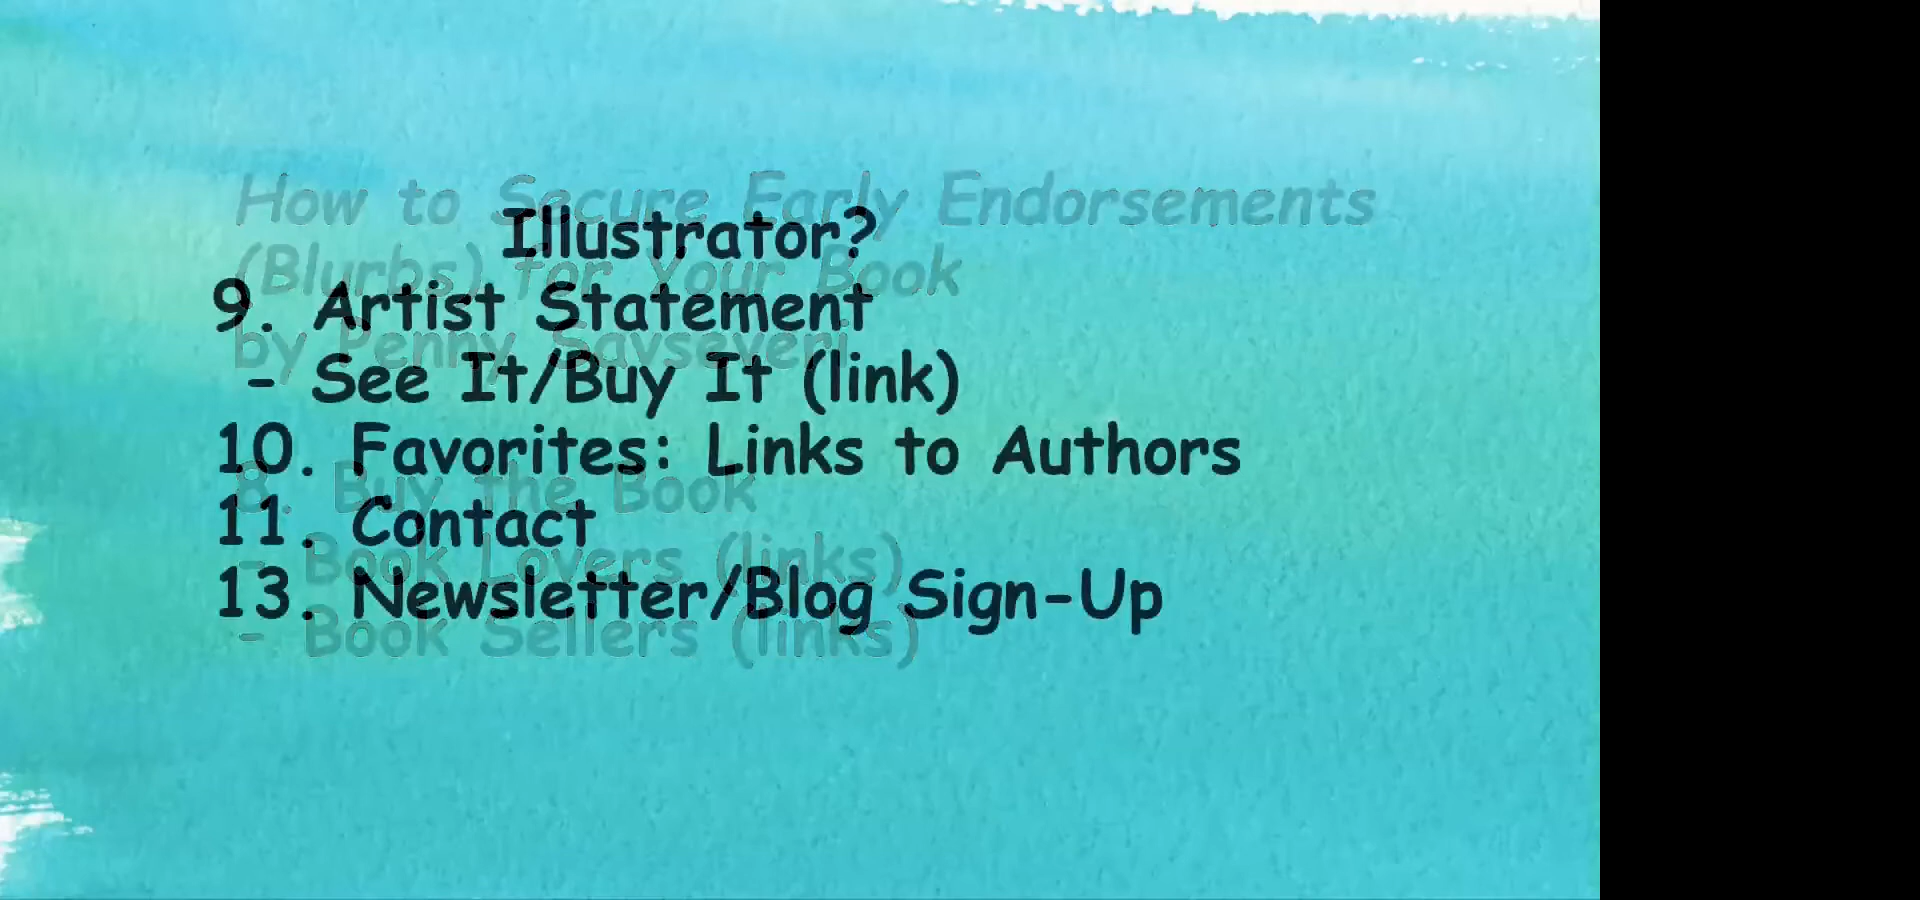 How to Secure Early Endorsements
Illustrator?
(Blurbs) for Your Book
9. Artist Statement
by Penny Sansevieri
- See It/Buy It (link)
10. Favorites: Links to Authors
8. Buy the Book
11. Contact
- Book Lovers (links)
13. Newsletter/Blog Sign-Up
- Book Sellers (links)